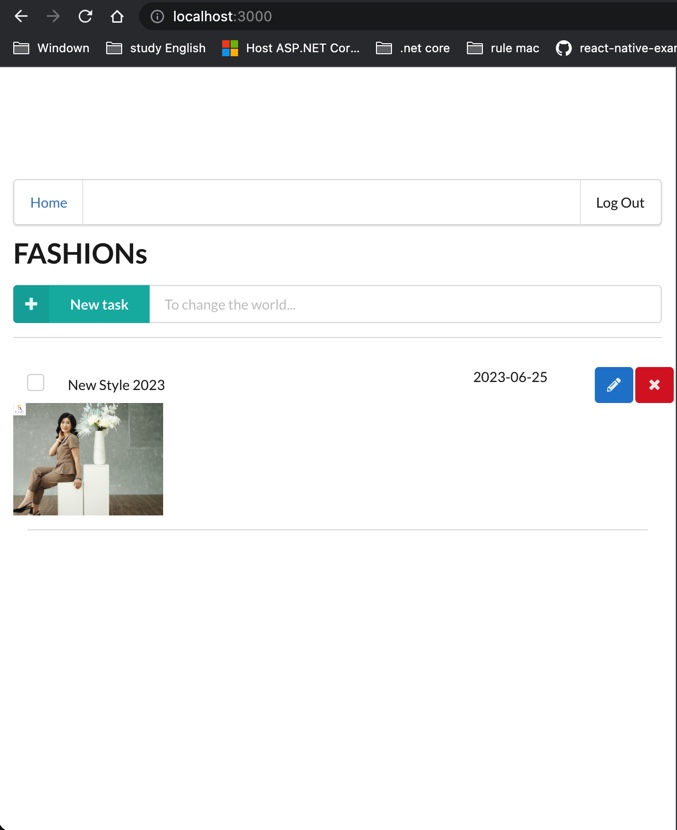 localhost:3000
Windown study English Host ASP.NET Cor... .net core rule mac react-native-exar
Home Log Out
FASHIONs
New task To change the world...
New Style 2023 2023-06-25